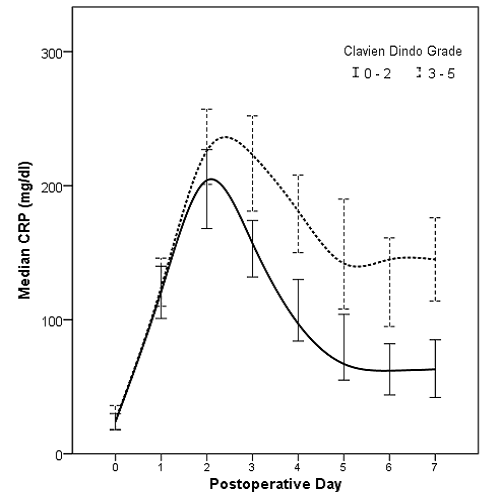 300
200
100
0
Median CRP (mg/dl)
Clavien Dindo Grade
0 - 2 3 - 5
0 1 2 3 4 5 6 7
Postoperative Day